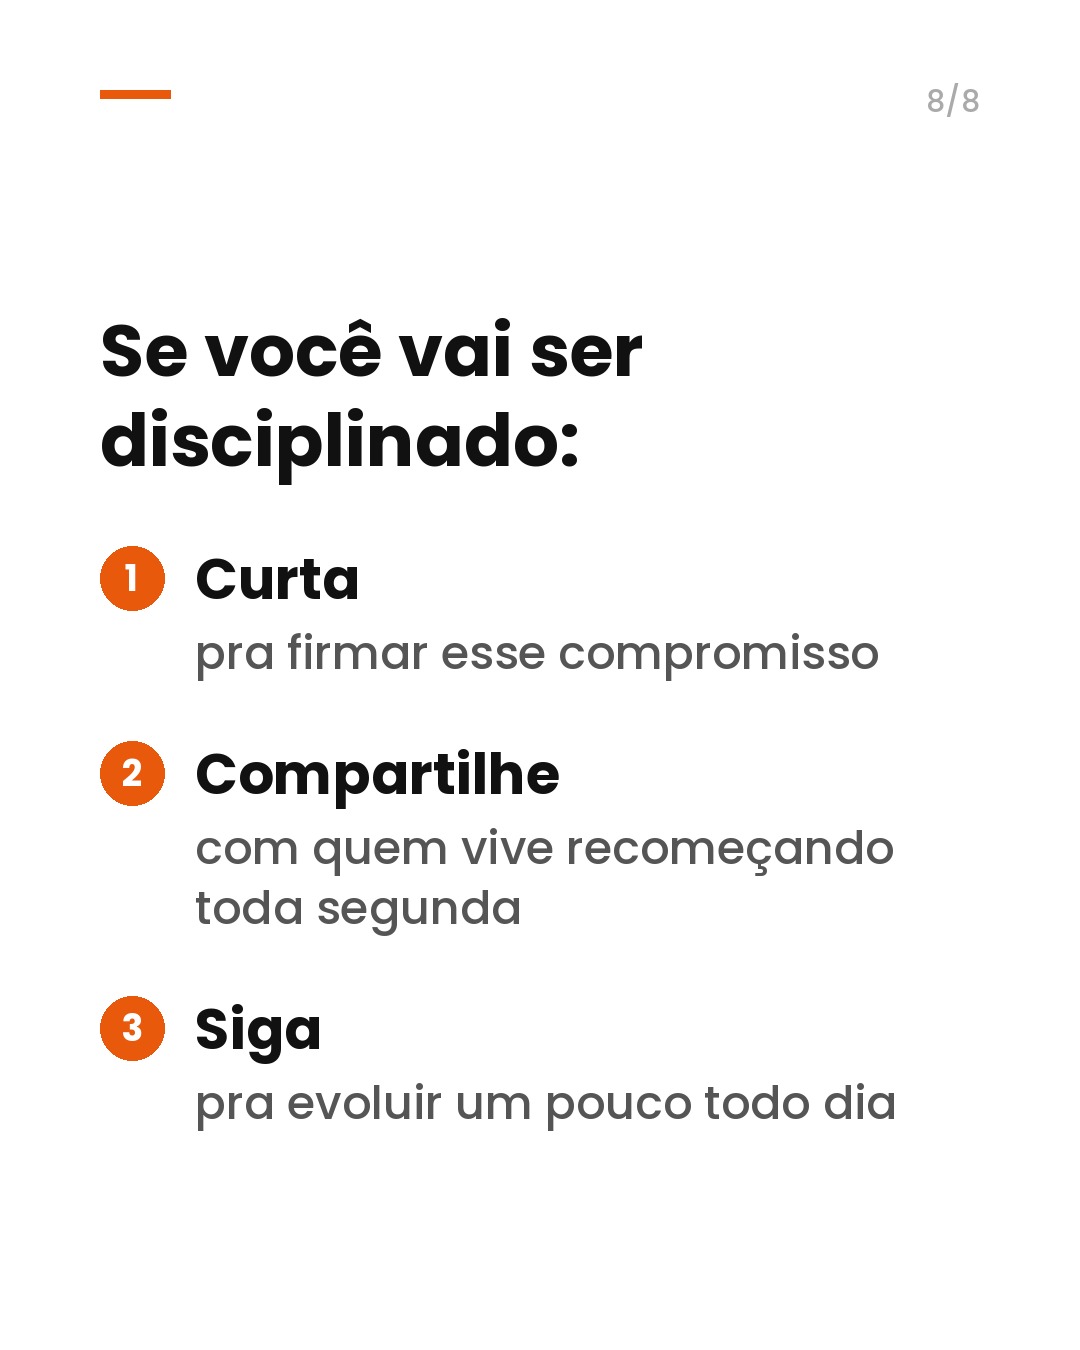 8/8
Se você vai ser
disciplinado:
1 Curta
pra firmar esse compromisso
2 Compartilhe
com quem vive recomeçando
toda segunda
3 Siga
pra evoluir um pouco todo dia